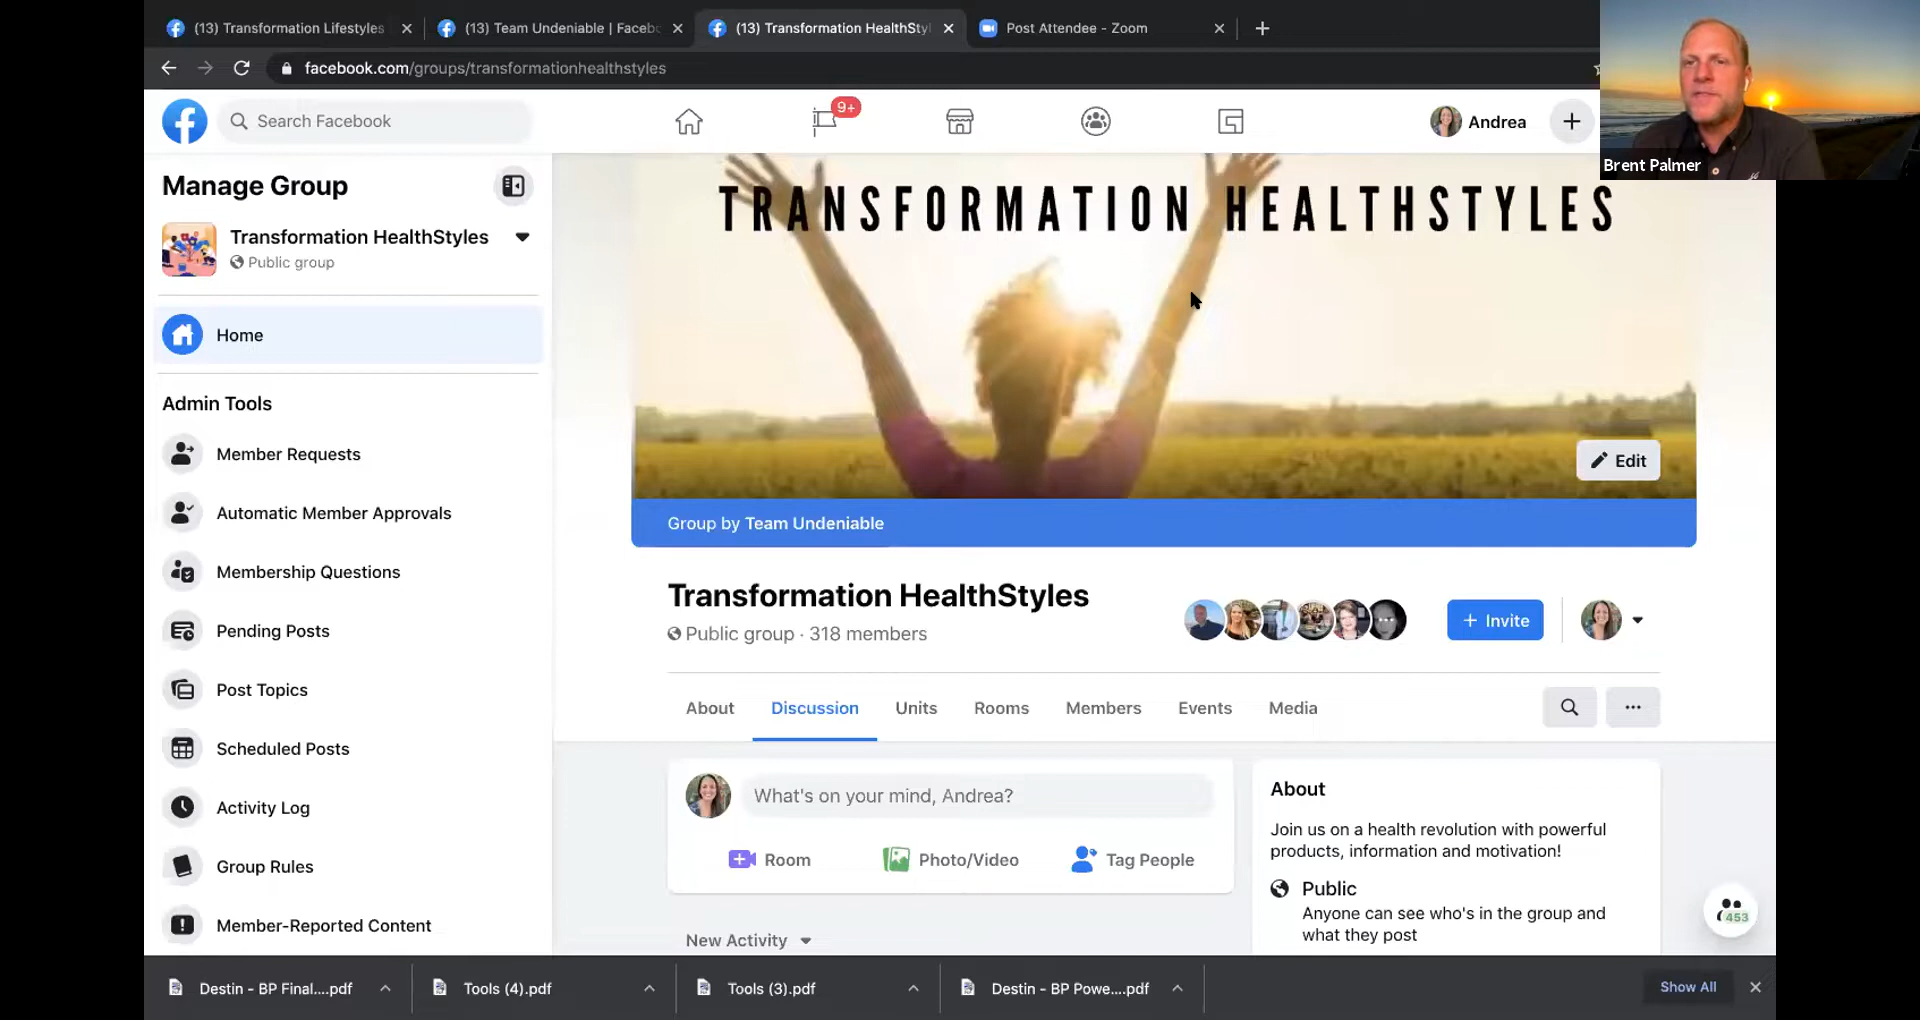 (13) Transformation Lifestyles
(13) Team Undeniable | Faceb
(13) Transformation HealthStyl
Post Attendee - Zoom
facebook.com/groups/transformationhealthstyles
Search Facebook
9+
Andrea
Brent Palmer
Manage Group
Transformation HealthStyles
Public group
Home
Admin Tools
Member Requests
Automatic Member Approvals
Membership Questions
Pending Posts
Post Topics
Scheduled Posts
Activity Log
Group Rules
Member-Reported Content
TRANSFORMATION HEALTHSTYLES
Edit
Group by Team Undeniable
Transformation HealthStyles
Public group · 318 members
+ Invite
About
Discussion
Units
Rooms
Members
Events
Media
What's on your mind, Andrea?
Room
Photo/Video
Tag People
New Activity
About
Join us on a health revolution with powerful
products, information and motivation!
Public
Anyone can see who's in the group and
what they post
453
Destin - BP Final....pdf
Tools (4).pdf
Tools (3).pdf
Destin - BP Powe....pdf
Show All